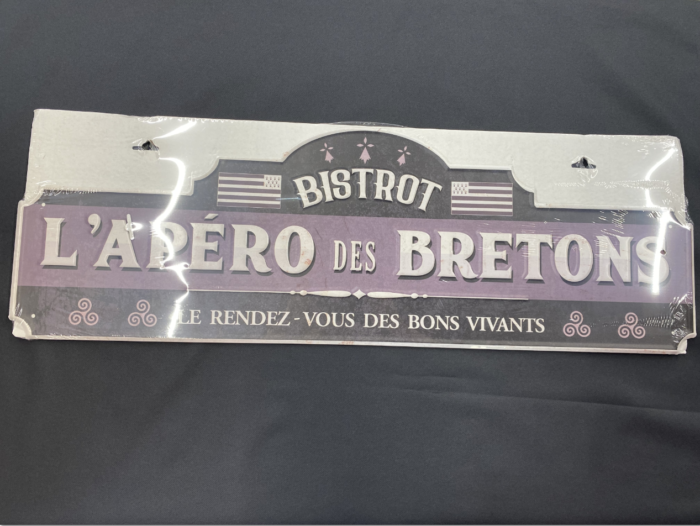 BISTROT
L'APÉRO DES BRETONS
LE RENDEZ-VOUS DES BONS VIVANTS